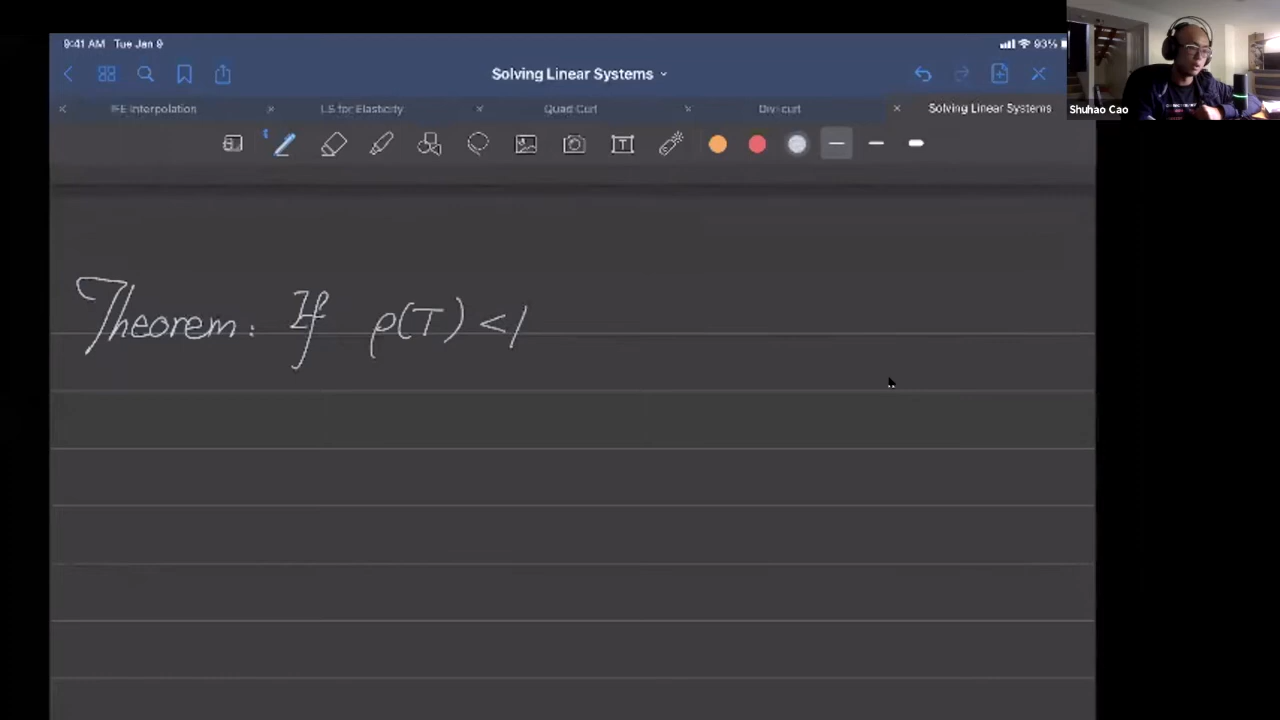 9:41 AM Tue Jan 9
93%
Solving Linear Systems
Shuhao Cao
Interpolation
LS for Elasticity
Quad Curl
Div-curl
Solving Linear Systems
Theorem: If ρ(T) < 1